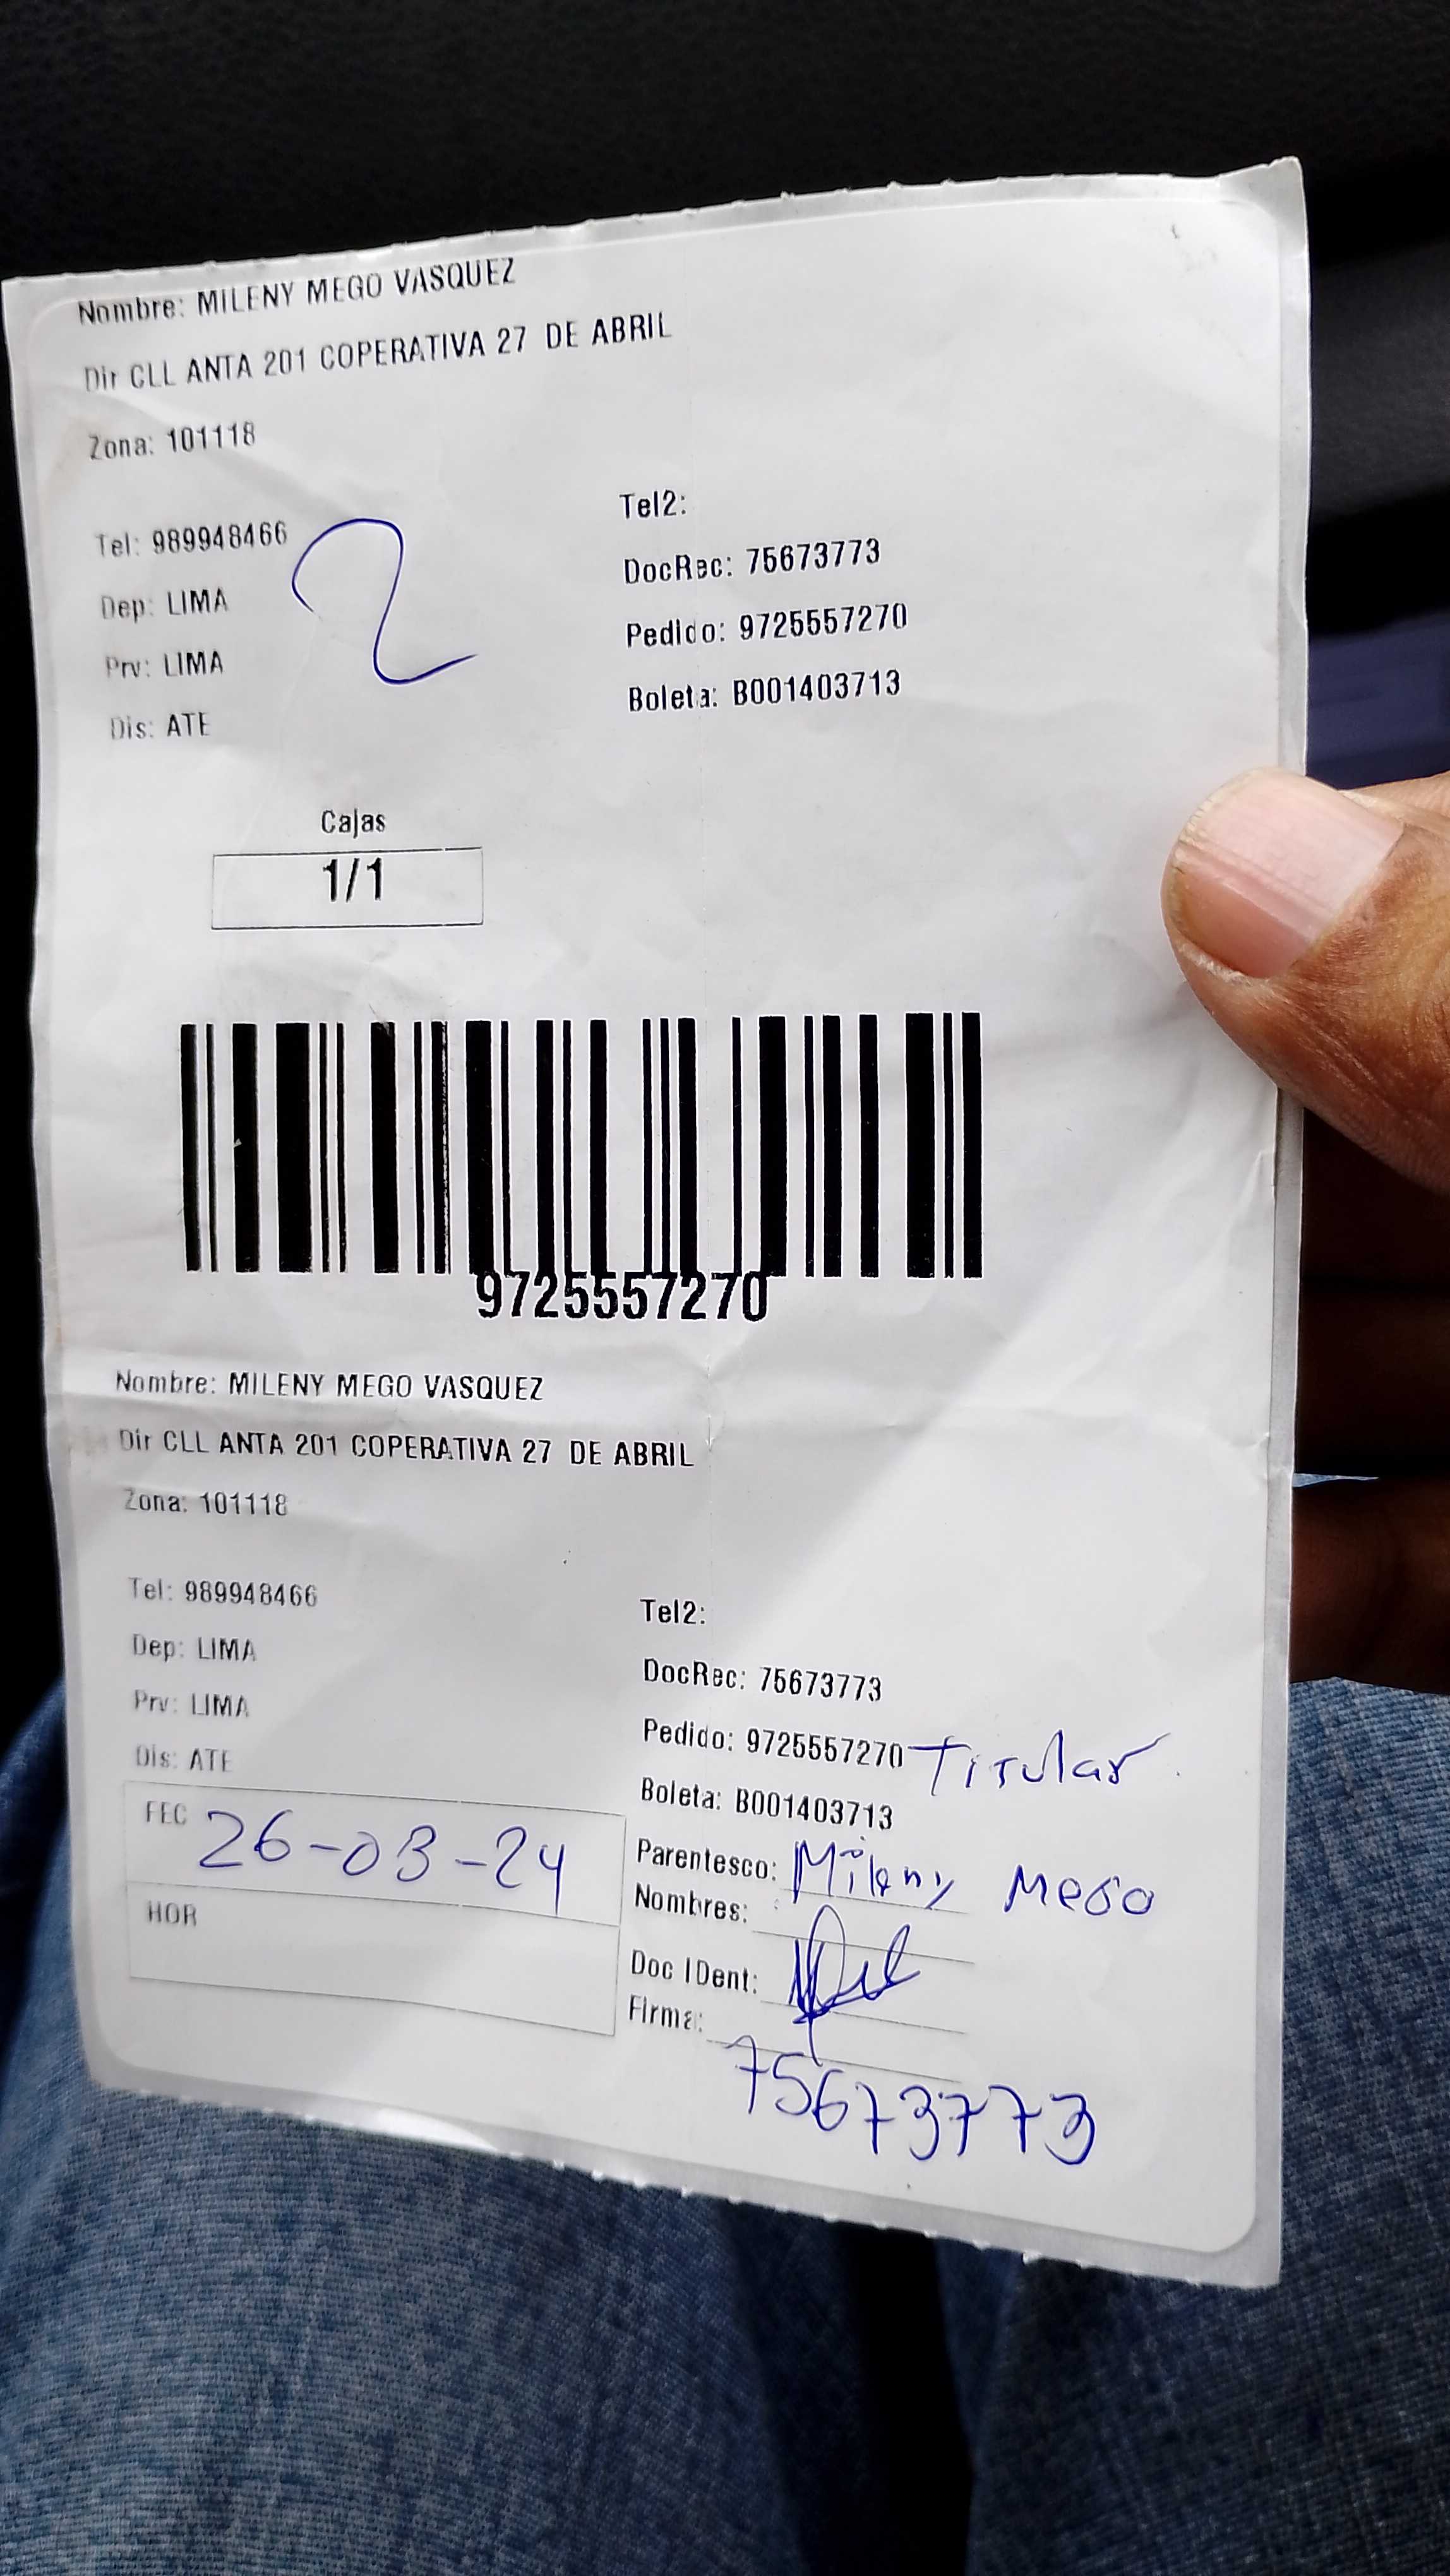 Nombre: MILENY MEGO VASQUEZ
Dir CLL ANTA 201 COPERATIVA 27 DE ABRIL
Zona: 101118
Tel: 989948466
Dep: LIMA
Prv: LIMA
Dis: ATE
2
Tel2:
DocRec: 75673773
Pedido: 9725557270
Boleta: B001403713
Cajas
1/1
9725557270
Nombre: MILENY MEGO VASQUEZ
Dir CLL ANTA 201 COPERATIVA 27 DE ABRIL
Zona: 101118
Tel: 989948466
Dep: LIMA
Prv: LIMA
Dis: ATE
FEC 26-03-24
HOR
Tel2:
DocRec: 75673773
Pedido: 9725557270 Titular
Boleta: B001403713
Parentesco: Mileny Mego
Nombres:
Doc IDent:
Firma:
75673773